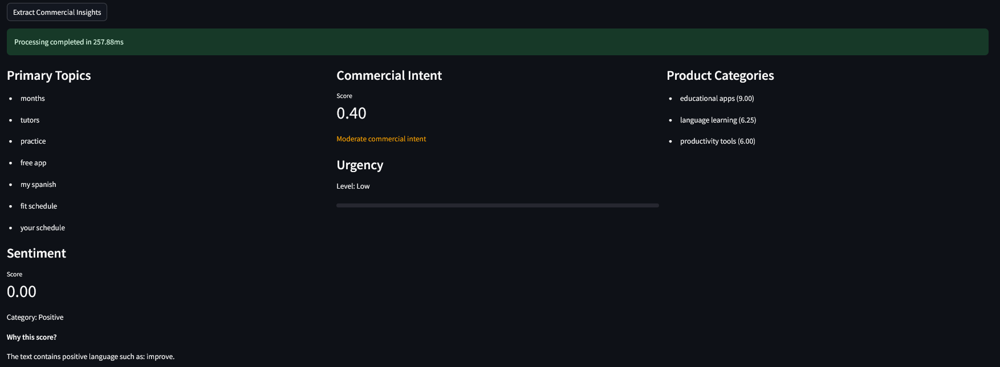 Extract Commercial Insights
Processing completed in 257.88ms
Primary Topics
months
tutors
practice
free app
my spanish
fit schedule
your schedule
Sentiment
Score
0.00
Category: Positive
Why this score?
The text contains positive language such as: improve.
Commercial Intent
Score
0.40
Moderate commercial intent
Urgency
Level: Low
Product Categories
educational apps (9.00)
language learning (6.25)
productivity tools (6.00)